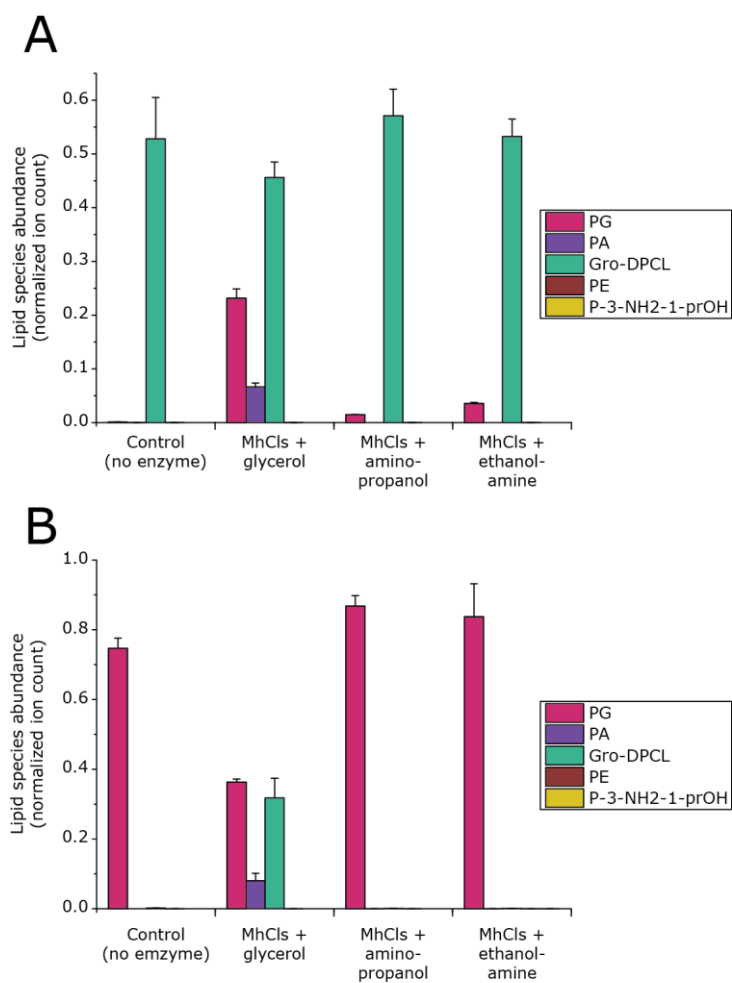 A
Lipid species abundance
(normalized ion count)
0.6
0.5
0.4
0.3
0.2
0.1
0.0
Control
(no enzyme)
MhCls +
glycerol
MhCls +
amino-
propanol
MhCls +
ethanol-
amine
PG
PA
Gro-DPCL
PE
P-3-NH2-1-prOH
B
Lipid species abundance
(normalized ion count)
1.0
0.8
0.6
0.4
0.2
0.0
Control
(no emzyme)
MhCls +
glycerol
MhCls +
amino-
propanol
MhCls +
ethanol-
amine
PG
PA
Gro-DPCL
PE
P-3-NH2-1-prOH